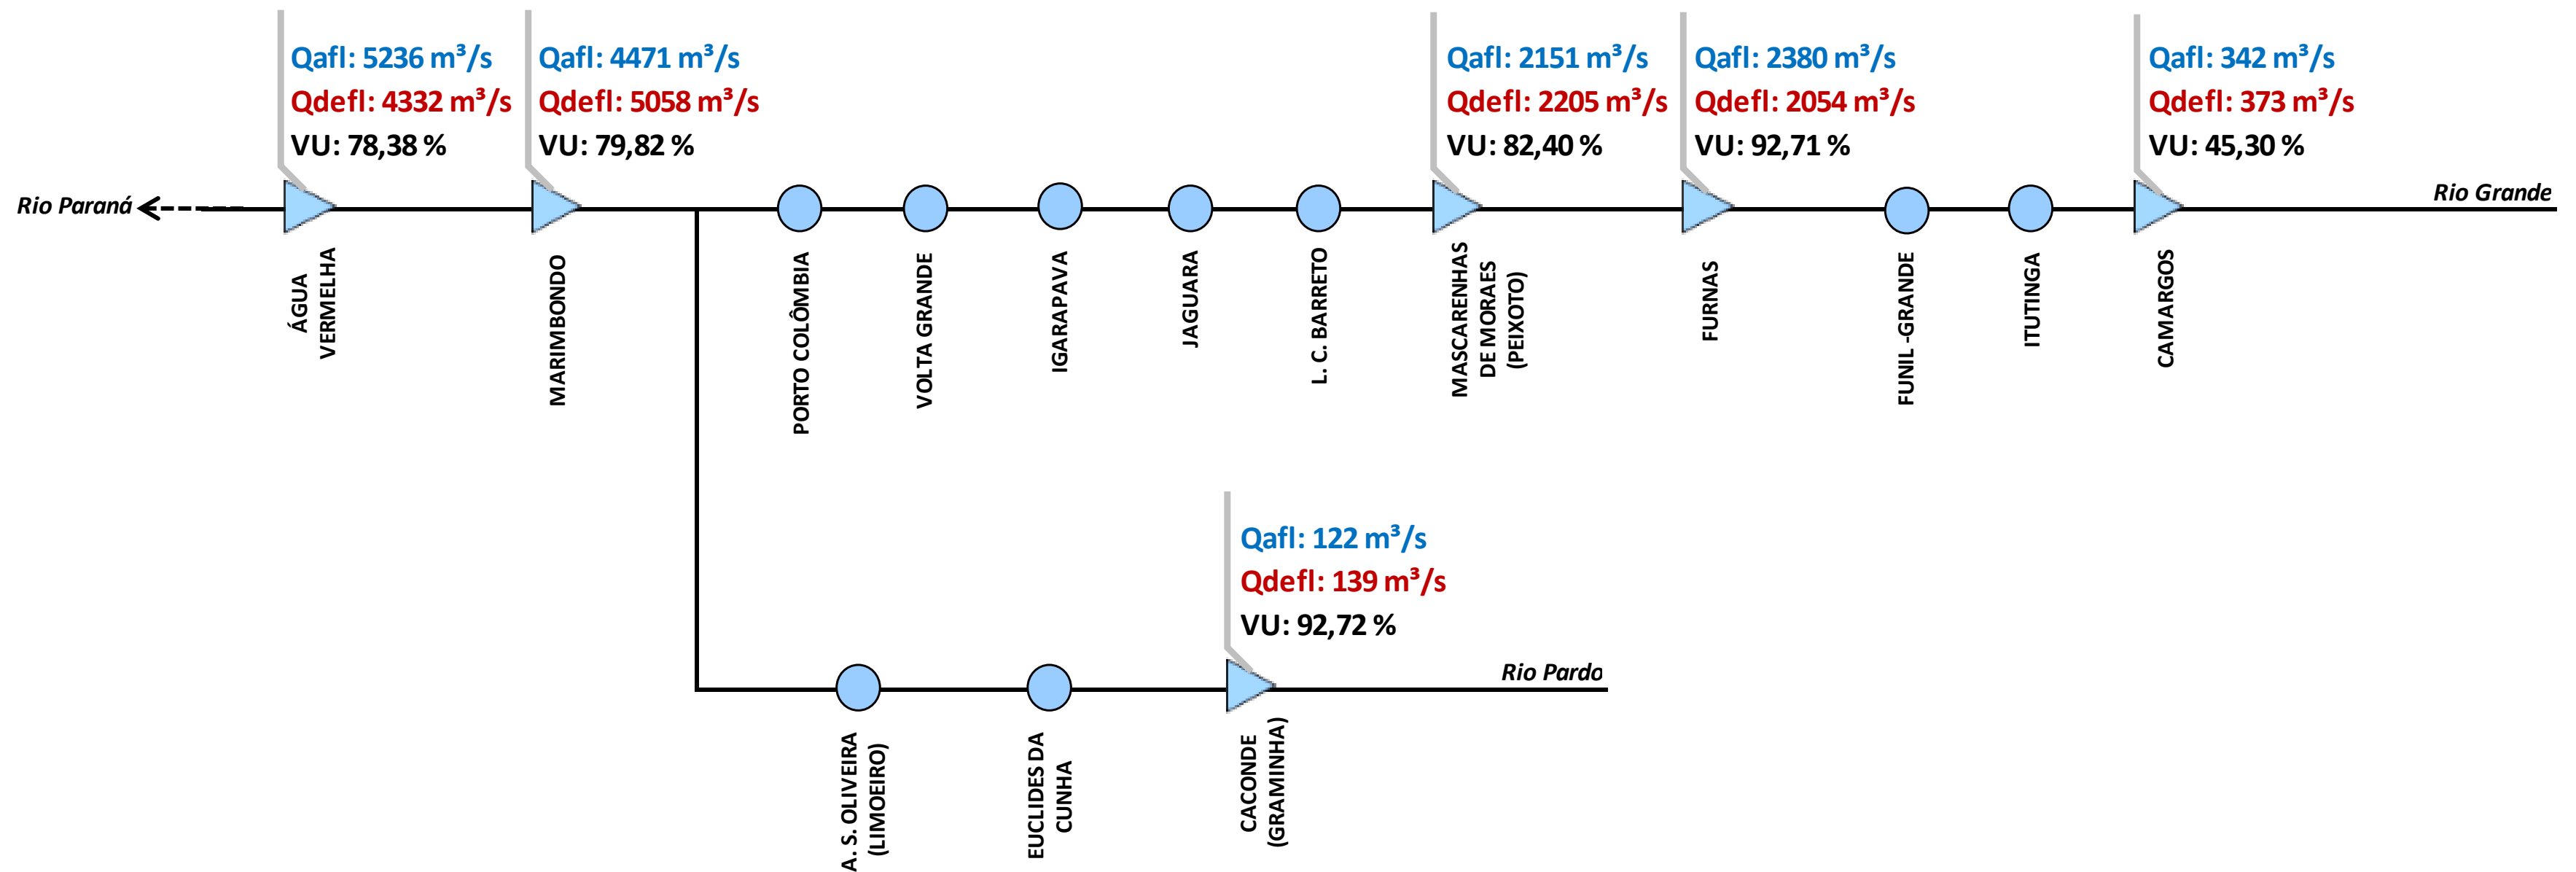 Qafl: 5236 m³/s
Qdefl: 4332 m³/s
VU: 78,38 %
Qafl: 4471 m³/s
Qdefl: 5058 m³/s
VU: 79,82 %
Qafl: 2151 m³/s
Qdefl: 2205 m³/s
VU: 82,40 %
Qafl: 2380 m³/s
Qdefl: 2054 m³/s
VU: 92,71 %
Qafl: 342 m³/s
Qdefl: 373 m³/s
VU: 45,30 %
Rio Paraná
Rio Grande
ÁGUA
VERMELHA
MARIMBONDO
PORTO COLÔMBIA
VOLTA GRANDE
IGARAPAVA
JAGUARA
L. C. BARRETO
MASCARENHAS
DE MORAES
(PEIXOTO)
FURNAS
FUNIL -GRANDE
ITUTINGA
CAMARGOS
Qafl: 122 m³/s
Qdefl: 139 m³/s
VU: 92,72 %
Rio Pardo
A. S. OLIVEIRA
(LIMOEIRO)
EUCLIDES DA
CUNHA
CACONDE
(GRAMINHA)